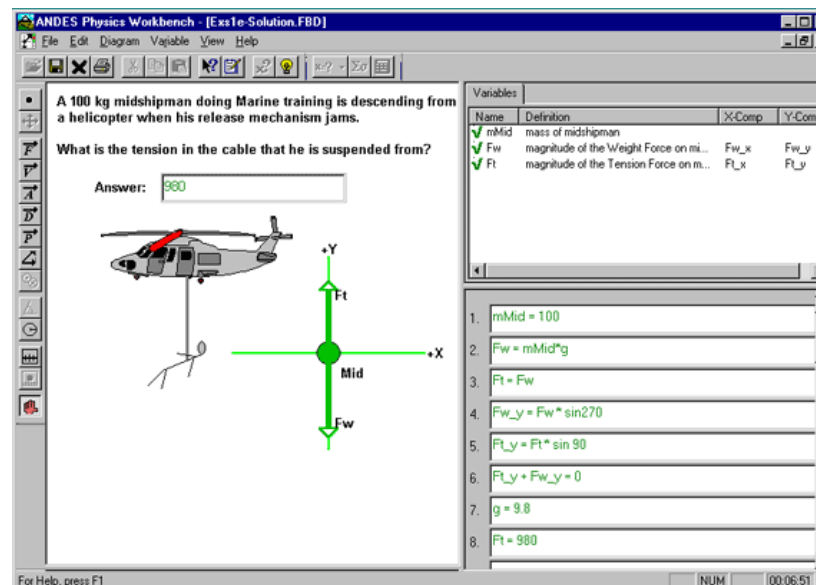 ANDES Physics Workbench - [Exs1e-Solution.FBD]
File Edit Diagram Variable View Help
A 100 kg midshipman doing Marine training is descending from
a helicopter when his release mechanism jams.
What is the tension in the cable that he is suspended from?
Answer: 980
+Y
Ft
+X
Mid
Fw
Variables
Name Definition X-Comp Y-Com
mMid mass of midshipman
Fw magnitude of the Weight Force on mi... Fw_x Fw_y
Ft magnitude of the Tension Force on m... Ft_x Ft_y
1. mMid = 100
2. Fw = mMid*g
3. Ft = Fw
4. Fw_y = Fw * sin270
5. Ft_y = Ft* sin 90
6. Ft_y + Fw_y = 0
7. g = 9.8
8. Ft = 980
For Help, press F1
NUM 00:06:51